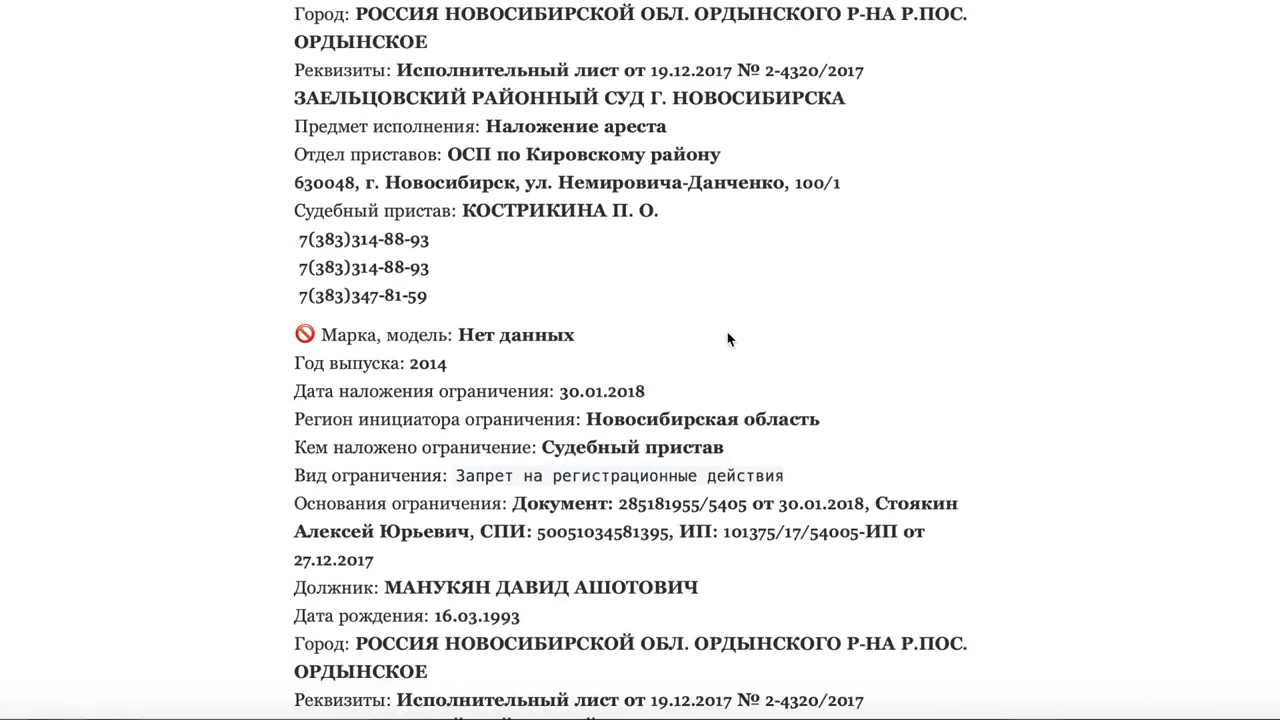 Город: РОССИЯ НОВОСИБИРСКОЙ ОБЛ. ОРДЫНСКОГО Р-НА Р.ПОС.
ОРДЫНСКОЕ
Реквизиты: Исполнительный лист от 19.12.2017 № 2-4320/2017
ЗАЕЛЬЦОВСКИЙ РАЙОННЫЙ СУД Г. НОВОСИБИРСКА
Предмет исполнения: Наложение ареста
Отдел приставов: ОСП по Кировскому району
630048, г. Новосибирск, ул. Немировича-Данченко, 100/1
Судебный пристав: КОСТРИКИНА П. О.
7(383)314-88-93
7(383)314-88-93
7(383)347-81-59
Марка, модель: Нет данных
Год выпуска: 2014
Дата наложения ограничения: 30.01.2018
Регион инициатора ограничения: Новосибирская область
Кем наложено ограничение: Судебный пристав
Вид ограничения: Запрет на регистрационные действия
Основания ограничения: Документ: 285181955/5405 от 30.01.2018, Стоякин
Алексей Юрьевич, СПИ: 50051034581395, ИП: 101375/17/54005-ИП от
27.12.2017
Должник: МАНУКЯН ДАВИД АШОТОВИЧ
Дата рождения: 16.03.1993
Город: РОССИЯ НОВОСИБИРСКОЙ ОБЛ. ОРДЫНСКОГО Р-НА Р.ПОС.
ОРДЫНСКОЕ
Реквизиты: Исполнительный лист от 19.12.2017 № 2-4320/2017